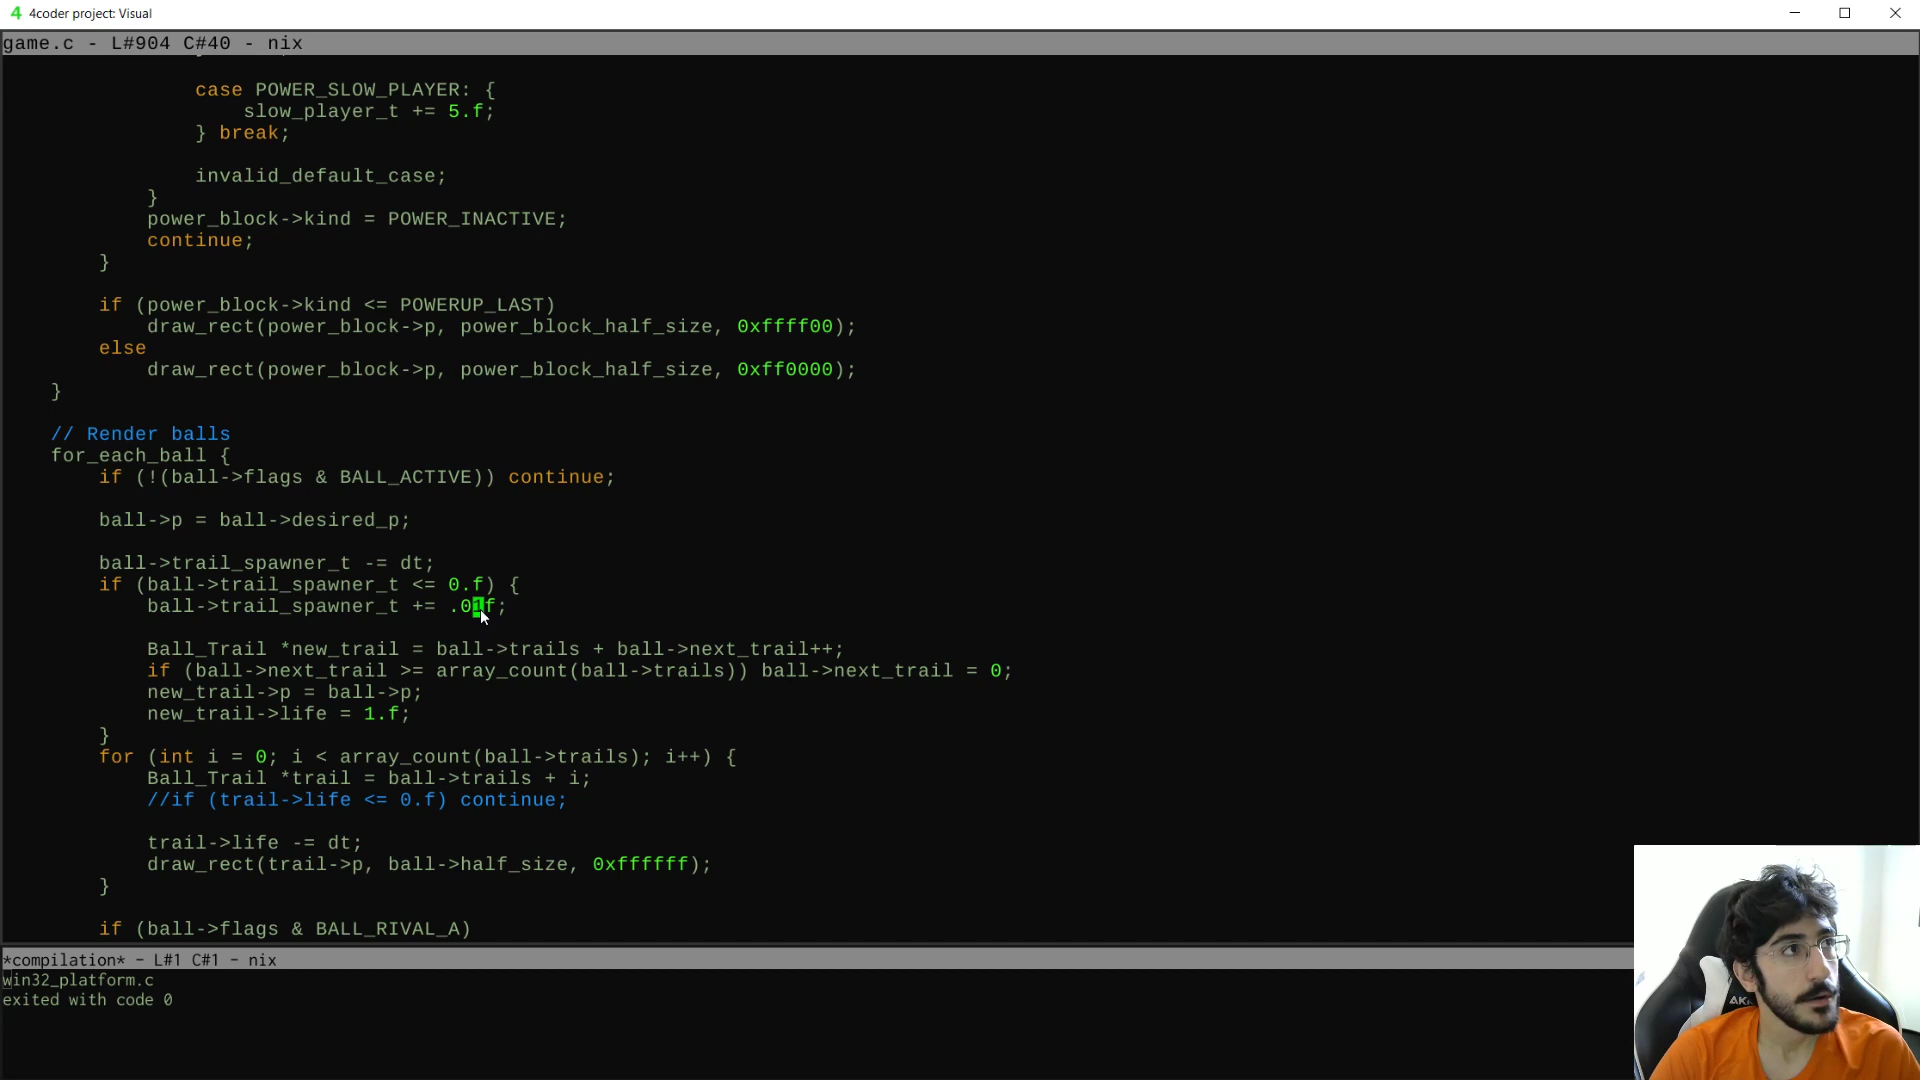 4 4coder project: Visual
game.c - L#904 C#40 - nix
case POWER_SLOW_PLAYER: {
slow_player_t += 5.f;
} break;
invalid_default_case;
}
power_block->kind = POWER_INACTIVE;
continue;
}
if (power_block->kind <= POWERUP_LAST)
draw_rect(power_block->p, power_block_half_size, 0xffff00);
else
draw_rect(power_block->p, power_block_half_size, 0xff0000);
}
// Render balls
for_each_ball {
if (!(ball->flags & BALL_ACTIVE)) continue;
ball->p = ball->desired_p;
ball->trail_spawner_t -= dt;
if (ball->trail_spawner_t <= 0.f) {
ball->trail_spawner_t += .01f;
Ball_Trail *new_trail = ball->trails + ball->next_trail++;
if (ball->next_trail >= array_count(ball->trails)) ball->next_trail = 0;
new_trail->p = ball->p;
new_trail->life = 1.f;
}
for (int i = 0; i < array_count(ball->trails); i++) {
Ball_Trail *trail = ball->trails + i;
//if (trail->life <= 0.f) continue;
trail->life -= dt;
draw_rect(trail->p, ball->half_size, 0xffffff);
}
if (ball->flags & BALL_RIVAL_A)
*compilation* - L#1 C#1 - nix
win32_platform.c
exited with code 0